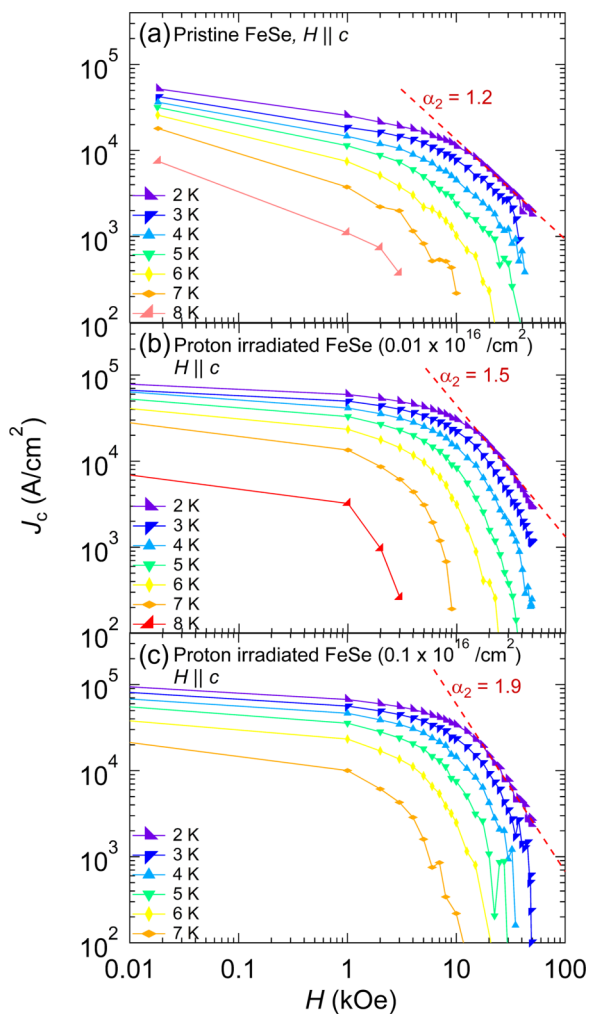 (a) Pristine FeSe, H || c
α2 = 1.2
10^5
10^4
10^3
10^2
2 K
3 K
4 K
5 K
6 K
7 K
8 K
(b) Proton irradiated FeSe (0.01 x 10^16 /cm^2)
H || c
α2 = 1.5
10^5
10^4
10^3
10^2
2 K
3 K
4 K
5 K
6 K
7 K
8 K
Jc (A/cm^2)
(c) Proton irradiated FeSe (0.1 x 10^16 /cm^2)
H || c
α2 = 1.9
10^5
10^4
10^3
10^2
2 K
3 K
4 K
5 K
6 K
7 K
0.01 0.1 1 10 100
H (kOe)